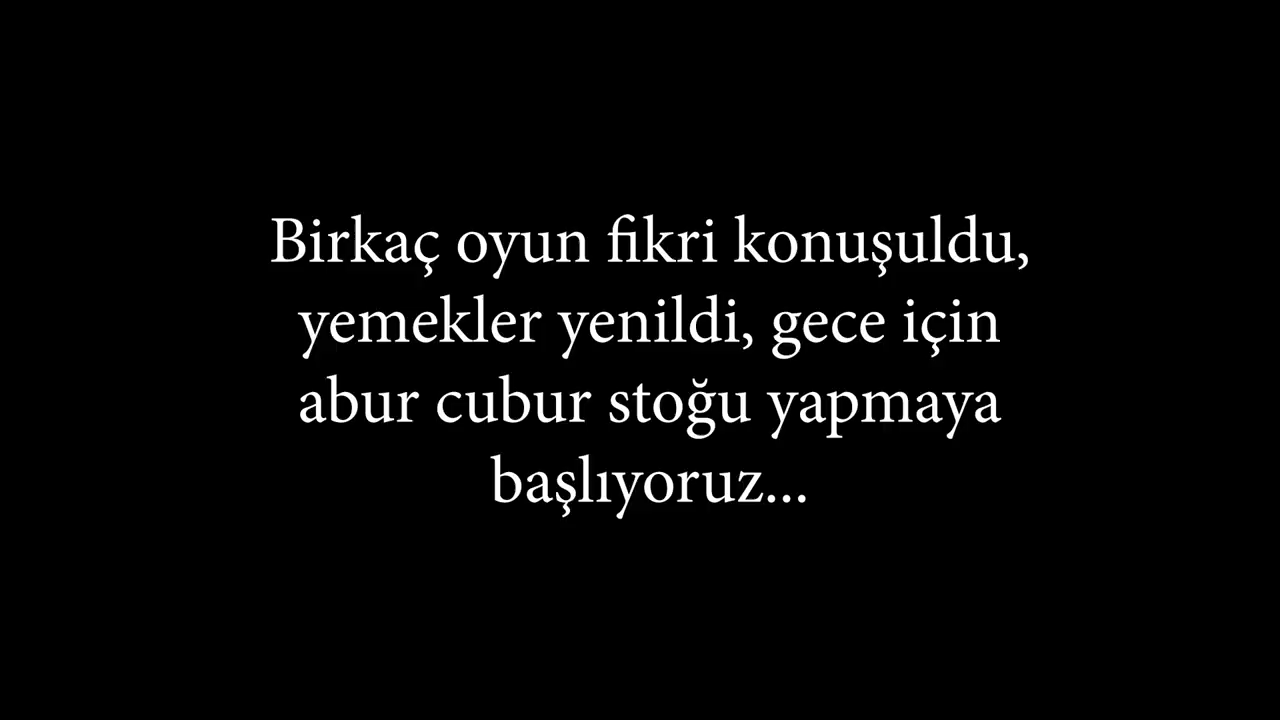 Birkaç oyun fikri konuşuldu,
yemekler yenildi, gece için
abur cubur stoğu yapmaya
başlıyoruz...